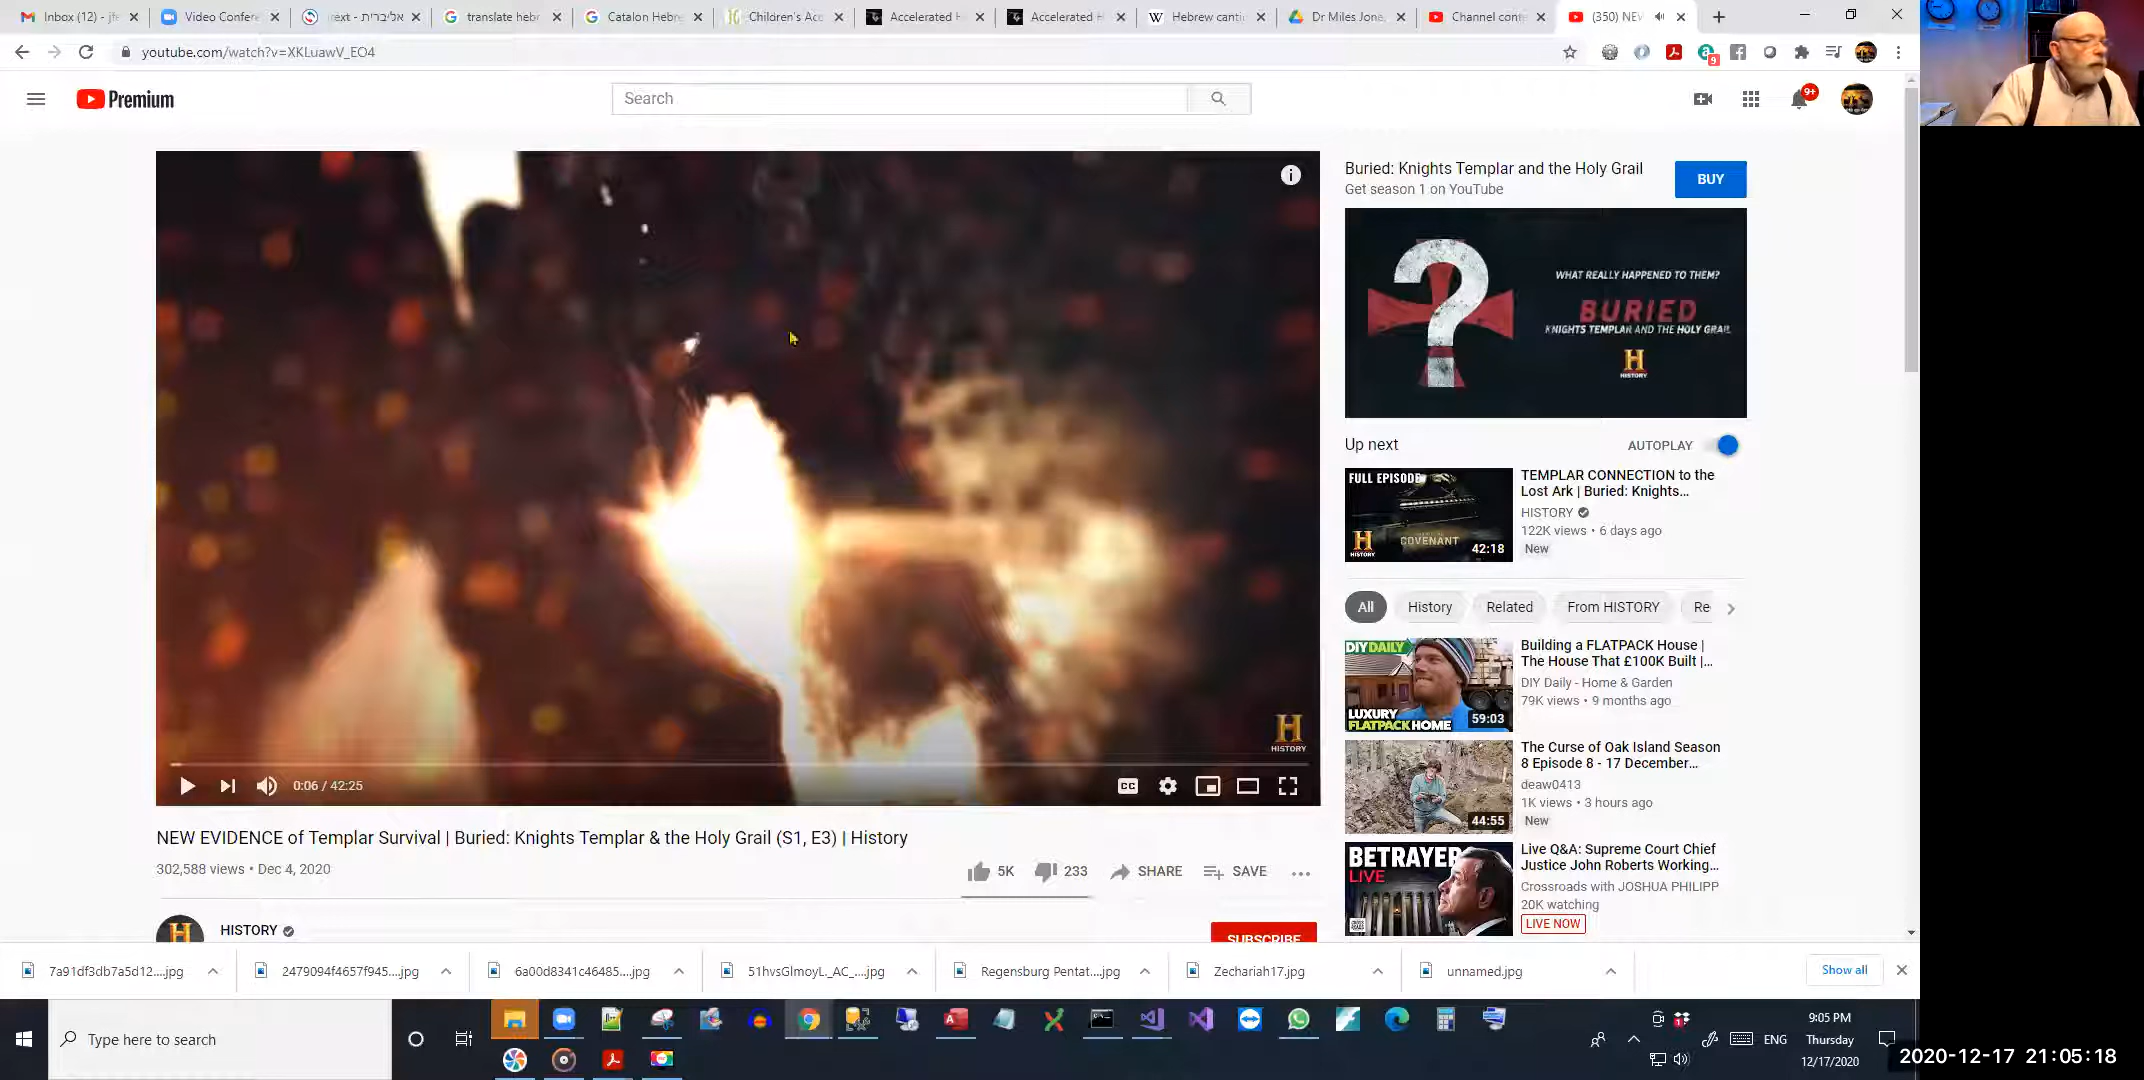 Inbox (12) - jf
Video Confere
text - אליברית
translate hebr
Catalon Hebre
Children's Acc
Accelerated H
Accelerated H
Hebrew canti
Dr Miles Jone
Channel conte
(350) NEW
youtube.com/watch?v=XKLuawV_EO4
9
Premium
Search
9+
HISTORY
0:06 / 42:25
CC
NEW EVIDENCE of Templar Survival | Buried: Knights Templar & the Holy Grail (S1, E3) | History
302,588 views • Dec 4, 2020
5K
233
SHARE
SAVE
HISTORY
SUBSCRIBE
Buried: Knights Templar and the Holy Grail
Get season 1 on YouTube
BUY
WHAT REALLY HAPPENED TO THEM?
BURIED
KNIGHTS TEMPLAR AND THE HOLY GRAIL
HISTORY
Up next
AUTOPLAY
FULL EPISODE
COVENANT
HISTORY
42:18
TEMPLAR CONNECTION to the
Lost Ark | Buried: Knights...
HISTORY
122K views • 6 days ago
New
All
History
Related
From HISTORY
Re
DIY DAILY
LUXURY
FLATPACK HOME
59:03
Building a FLATPACK House |
The House That £100K Built |...
DIY Daily - Home & Garden
79K views • 9 months ago
44:55
The Curse of Oak Island Season
8 Episode 8 - 17 December...
deaw0413
1K views • 3 hours ago
New
BETRAYED
LIVE
Live Q&A: Supreme Court Chief
Justice John Roberts Working...
Crossroads with JOSHUA PHILIPP
20K watching
LIVE NOW
7a91df3db7a5d12....jpg
2479094f4657f945....jpg
6a00d8341c46485....jpg
51hvsGlmoyL._AC_....jpg
Regensburg Pentat....jpg
Zechariah17.jpg
unnamed.jpg
Show all
Type here to search
ENG
9:05 PM
Thursday
12/17/2020
2020-12-17 21:05:18